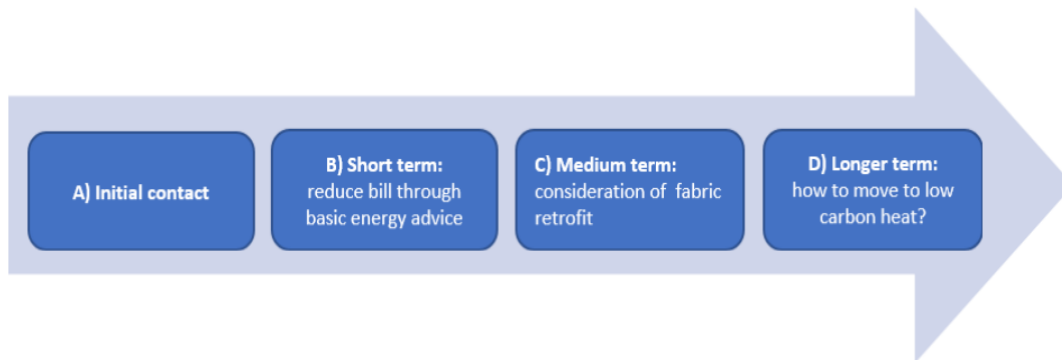 A) Initial contact
B) Short term:
reduce bill through
basic energy advice
C) Medium term:
consideration of fabric
retrofit
D) Longer term:
how to move to low
carbon heat?